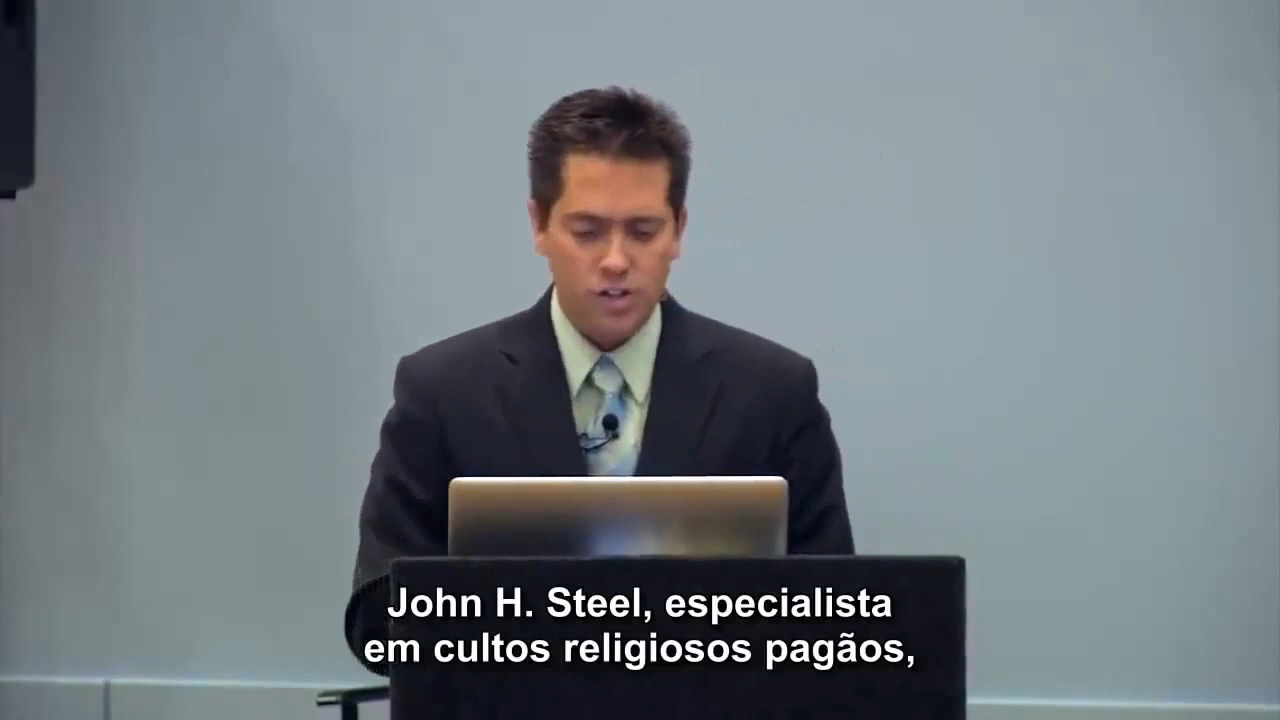 John H. Steel, especialista
em cultos religiosos pagãos,